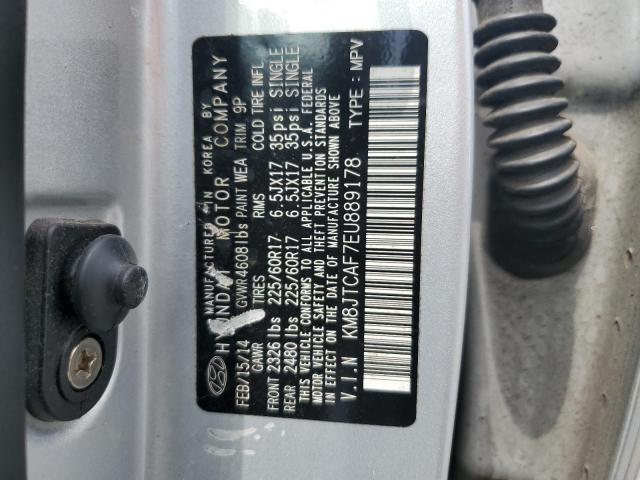 MANUFACTURED IN KOREA BY
HYUNDAI MOTOR COMPANY
FEB/15/14 GVWR 4608lbs PAINT WEA TRIM 9P
GAWR TIRES RIMS COLD TIRE INFL
FRONT 2326 lbs 225/60R17 6.5JX17 35psi SINGLE
REAR 2480 lbs 225/60R17 6.5JX17 35psi SINGLE
THIS VEHICLE CONFORMS TO ALL APPLICABLE U.S.A. FEDERAL
MOTOR VEHICLE SAFETY AND THEFT PREVENTION STANDARDS
IN EFFECT ON THE DATE OF MANUFACTURE SHOWN ABOVE
V.I.N KM8JTCAF7EU889178 TYPE : MPV